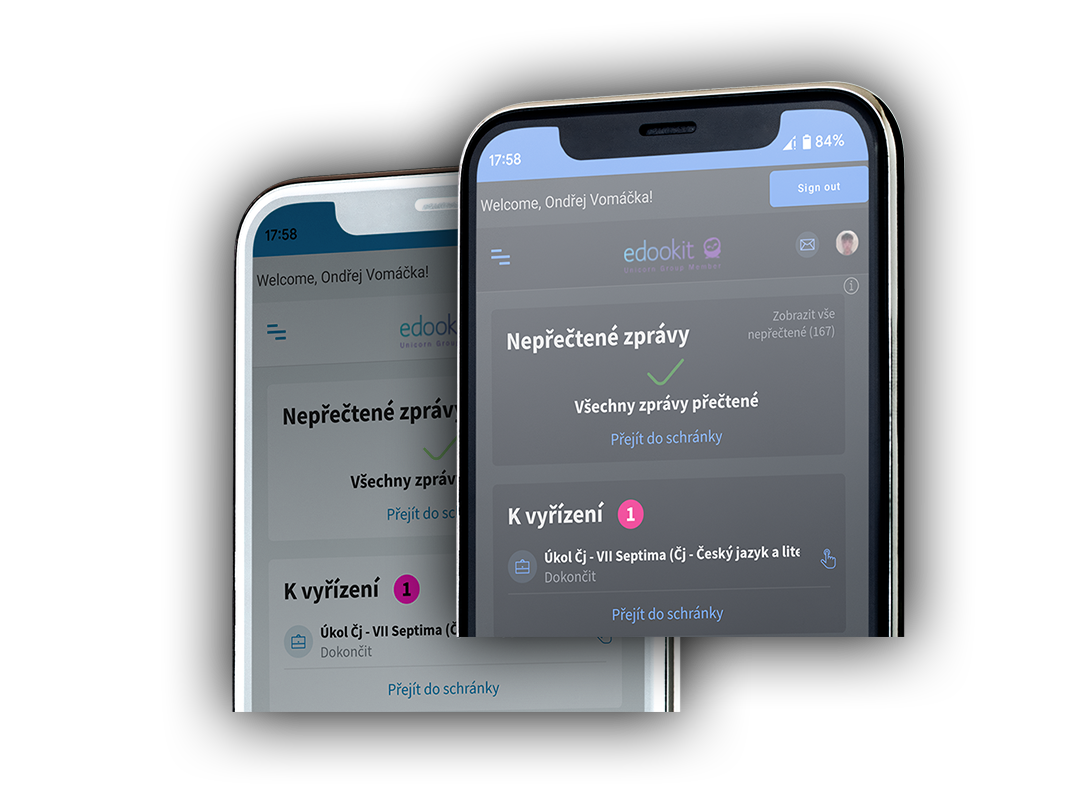 17:58
84%
Welcome, Ondřej Vomáčka!
Sign out
edookit
Unicorn Group Member
Nepřečtené zprávy
Zobrazit vše
nepřečtené (167)
Všechny zprávy přečtené
Přejít do schránky
K vyřízení 1
Úkol Čj - VII Septima (Čj - Český jazyk a lite
Dokončit
Přejít do schránky
17:58
Welcome, Ondřej Vomáčka!
edook
Unicorn Grou
Nepřečtené zprávy
Všechny zpráv
Přejít do sc
K vyřízení 1
Úkol Čj - VII Septima (Č
Dokončit
Přejít do schránky